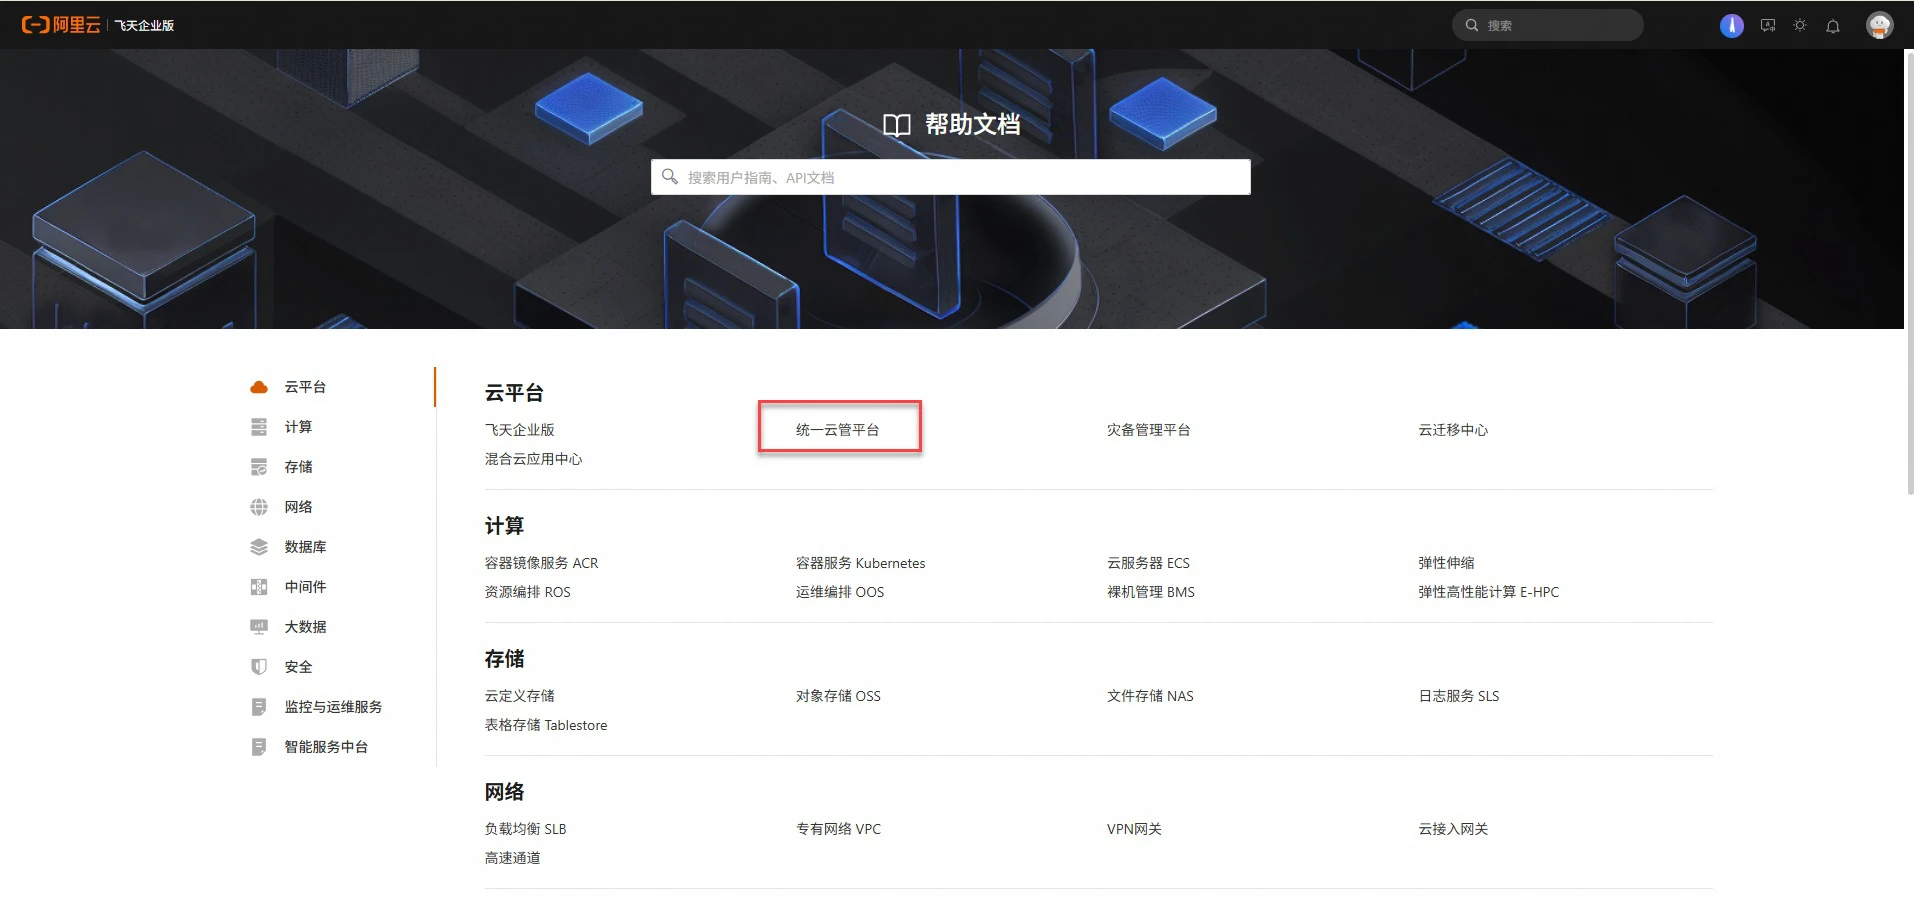 阿里云 飞天企业版 搜索
帮助文档
搜索用户指南、API文档
云平台
计算
存储
网络
数据库
中间件
大数据
安全
监控与运维服务
智能服务中台
云平台
飞天企业版 统一云管平台 灾备管理平台 云迁移中心
混合云应用中心
计算
容器镜像服务 ACR 容器服务 Kubernetes 云服务器 ECS 弹性伸缩
资源编排 ROS 运维编排 OOS 裸机管理 BMS 弹性高性能计算 E-HPC
存储
云定义存储 对象存储 OSS 文件存储 NAS 日志服务 SLS
表格存储 Tablestore
网络
负载均衡 SLB 专有网络 VPC VPN网关 云接入网关
高速通道